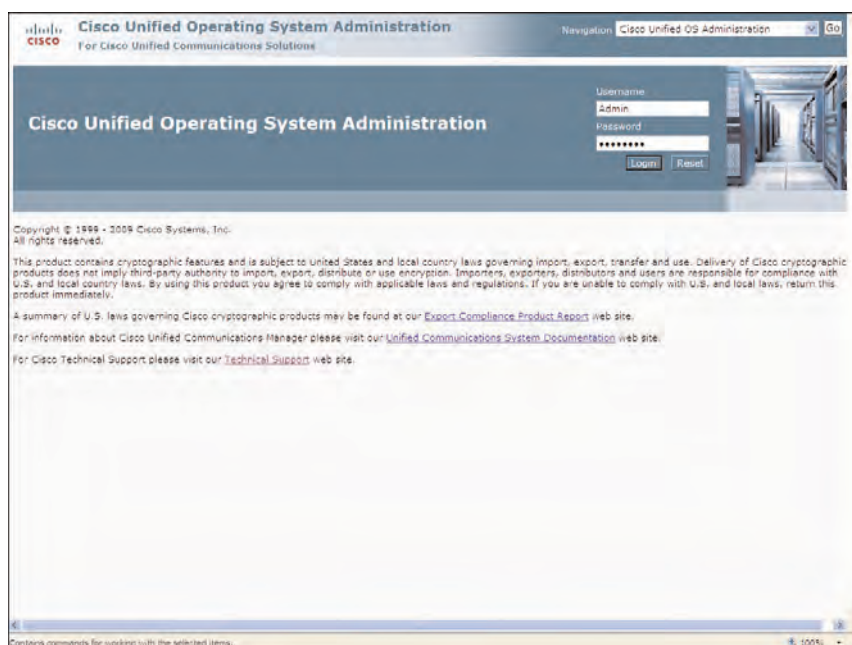 Cisco Unified Operating System Administration
Navigation Cisco Unified OS Administration Go
CISCO
For Cisco Unified Communications Solutions
Username
Admin
Cisco Unified Operating System Administration
Password
••••••••
Login Reset
Copyright © 1999 - 2009 Cisco Systems, Inc.
All rights reserved.
This product contains cryptographic features and is subject to United States and local country laws governing import, export, transfer and use. Delivery of Cisco cryptographic
products does not imply third-party authority to import, export, distribute or use encryption. Importers, exporters, distributors and users are responsible for compliance with
U.S. and local country laws. By using this product you agree to comply with applicable laws and regulations. If you are unable to comply with U.S. and local laws, return this
product immediately.
A summary of U.S. laws governing Cisco cryptographic products may be found at our Export Compliance Product Report web site.
For information about Cisco Unified Communications Manager please visit our Unified Communications System Documentation web site.
For Cisco Technical Support please visit our Technical Support web site.
Contains commands for working with the selected items.
100%